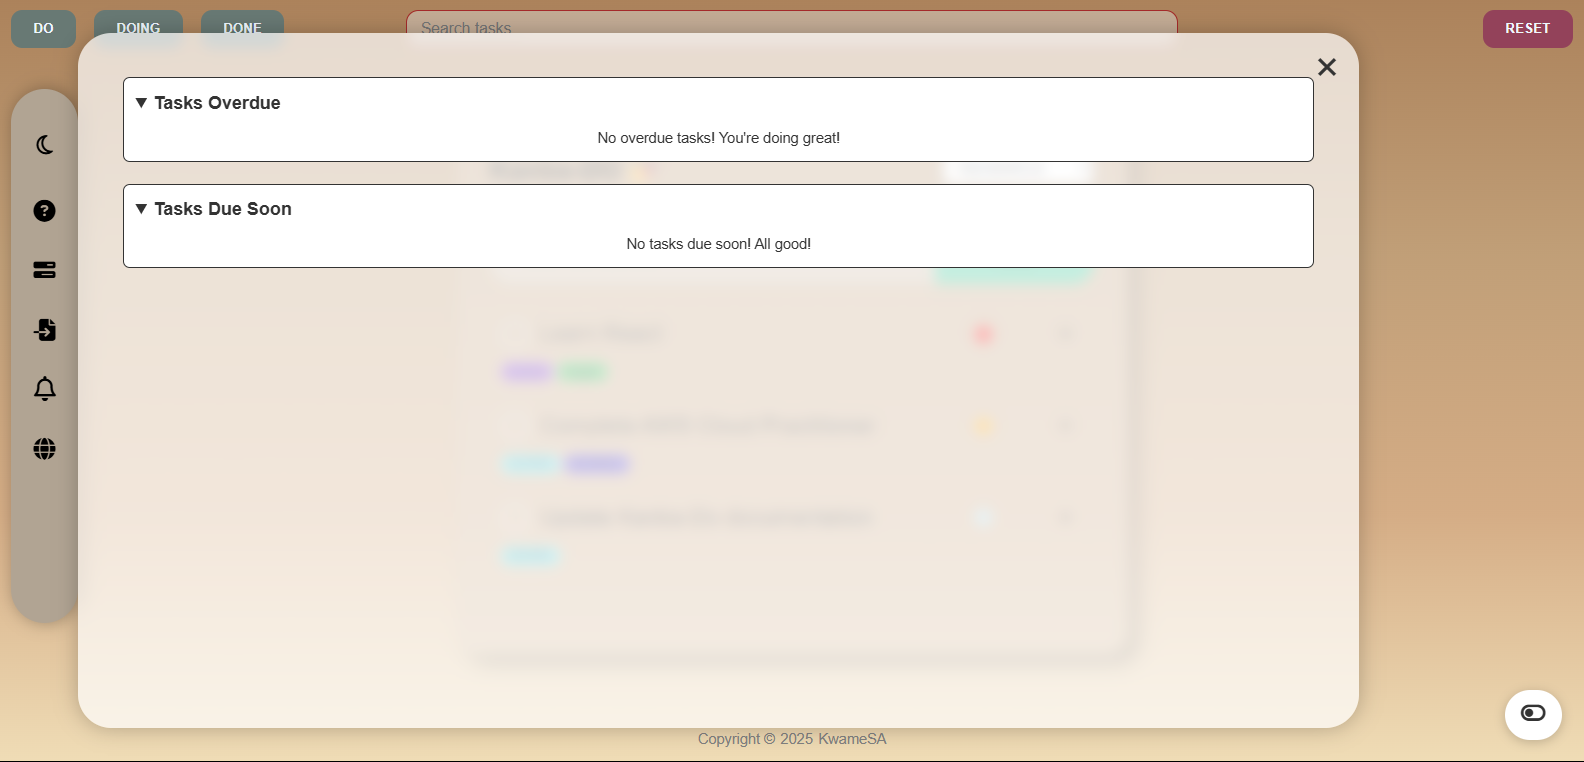 DO
DOING
DONE
Search tasks
RESET
Tasks Overdue
No overdue tasks! You're doing great!
Tasks Due Soon
No tasks due soon! All good!
Copyright © 2025 KwameSA